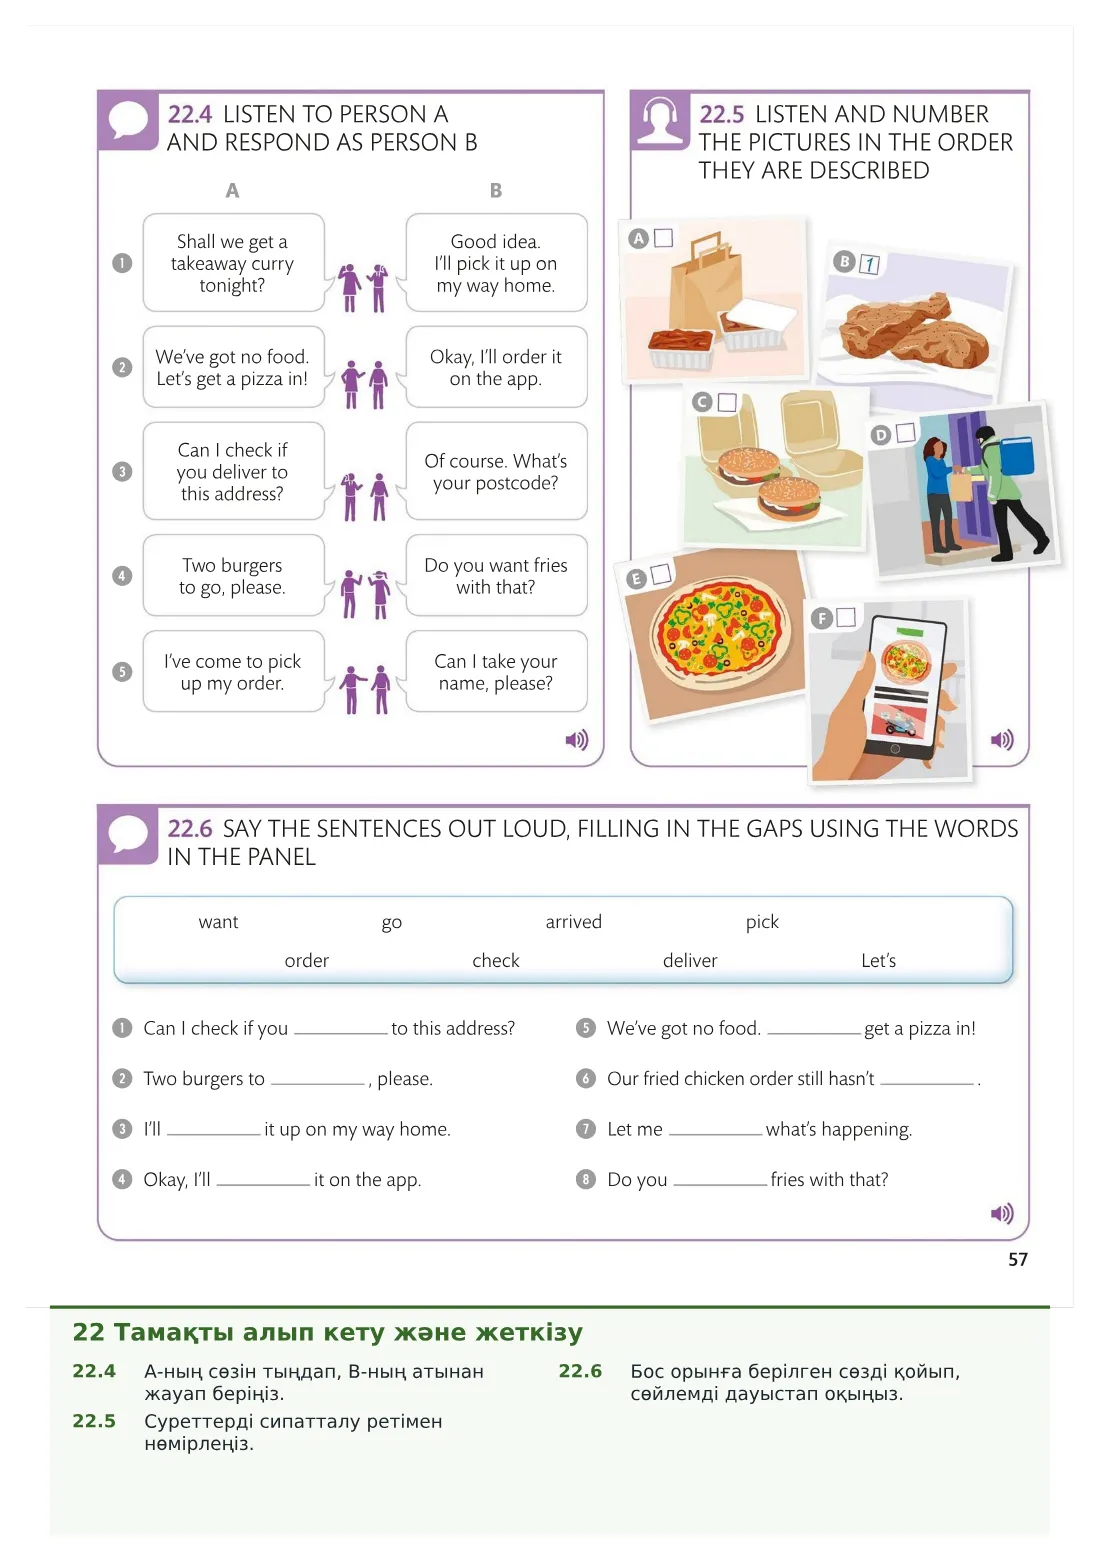 22.4 LISTEN TO PERSON A
AND RESPOND AS PERSON B
A
B
1
Shall we get a
takeaway curry
tonight?
Good idea.
I'll pick it up on
my way home.
2
We've got no food.
Let's get a pizza in!
Okay, I'll order it
on the app.
3
Can I check if
you deliver to
this address?
Of course. What's
your postcode?
4
Two burgers
to go, please.
Do you want fries
with that?
5
I've come to pick
up my order.
Can I take your
name, please?
22.5 LISTEN AND NUMBER
THE PICTURES IN THE ORDER
THEY ARE DESCRIBED
A
B 1
C
D
E
F
22.6 SAY THE SENTENCES OUT LOUD, FILLING IN THE GAPS USING THE WORDS
IN THE PANEL
want go arrived pick
order check deliver Let's
1 Can I check if you ________ to this address?
2 Two burgers to ________ , please.
3 I'll ________ it up on my way home.
4 Okay, I'll ________ it on the app.
5 We've got no food. ________ get a pizza in!
6 Our fried chicken order still hasn't ________ .
7 Let me ________ what's happening.
8 Do you ________ fries with that?
57
22 Тамақты алып кету және жеткізу
22.4 А-ның сөзін тыңдап, В-ның атынан
жауап беріңіз.
22.5 Суреттерді сипатталу ретімен
нөмірлеңіз.
22.6 Бос орынға берілген сөзді қойып,
сөйлемді дауыстап оқыңыз.